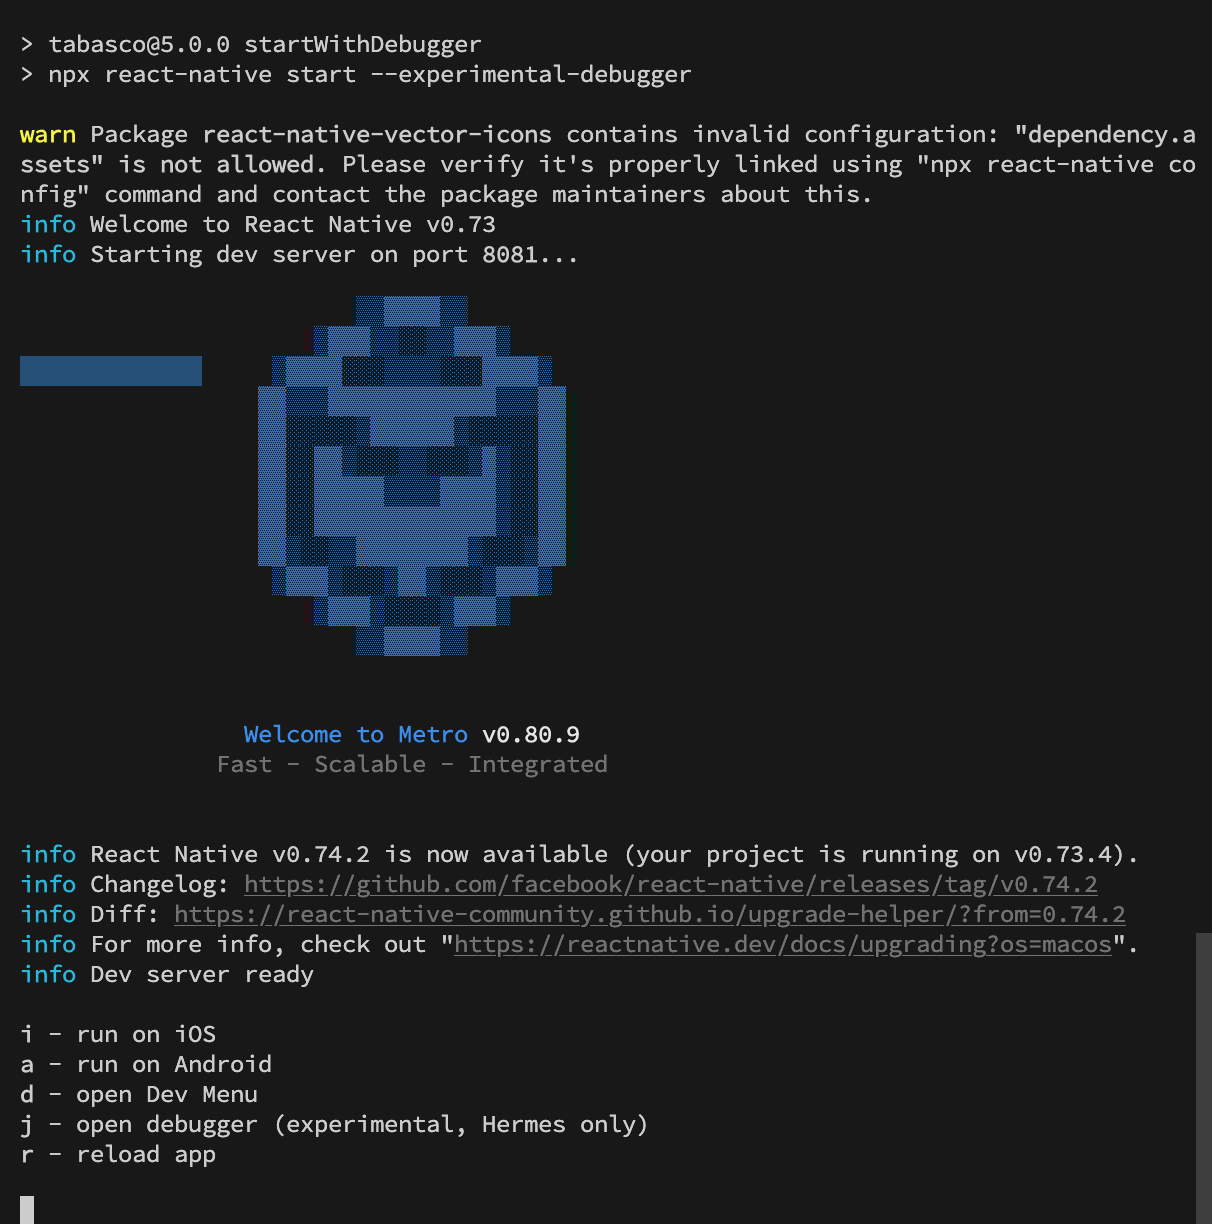 > tabasco@5.0.0 startWithDebugger
> npx react-native start --experimental-debugger
warn Package react-native-vector-icons contains invalid configuration: "dependency.a
ssets" is not allowed. Please verify it's properly linked using "npx react-native co
nfig" command and contact the package maintainers about this.
info Welcome to React Native v0.73
info Starting dev server on port 8081...
Welcome to Metro v0.80.9
Fast - Scalable - Integrated
info React Native v0.74.2 is now available (your project is running on v0.73.4).
info Changelog: https://github.com/facebook/react-native/releases/tag/v0.74.2
info Diff: https://react-native-community.github.io/upgrade-helper/?from=0.74.2
info For more info, check out "https://reactnative.dev/docs/upgrading?os=macos".
info Dev server ready
i - run on iOS
a - run on Android
d - open Dev Menu
j - open debugger (experimental, Hermes only)
r - reload app